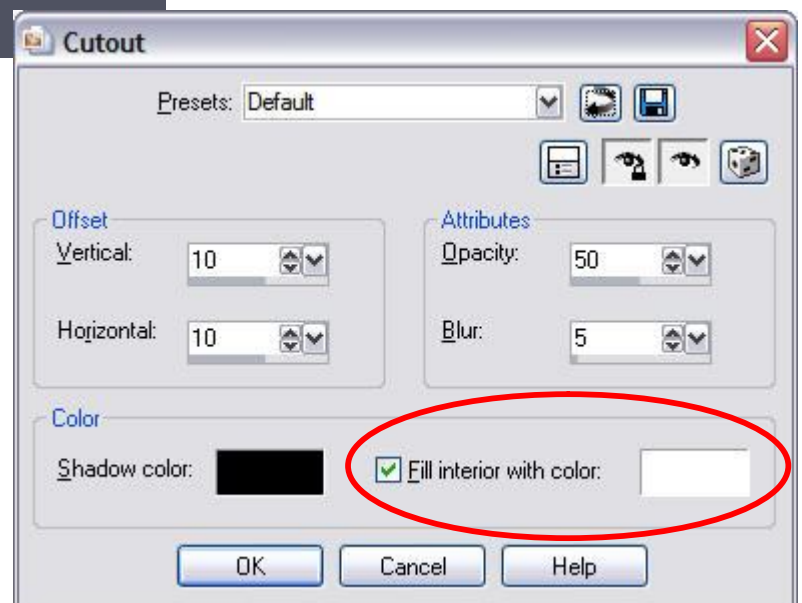 Cutout
Presets: Default
Offset
Attributes
Vertical: 10
Opacity: 50
Horizontal: 10
Blur: 5
Color
Shadow color:
Fill interior with color:
OK Cancel Help